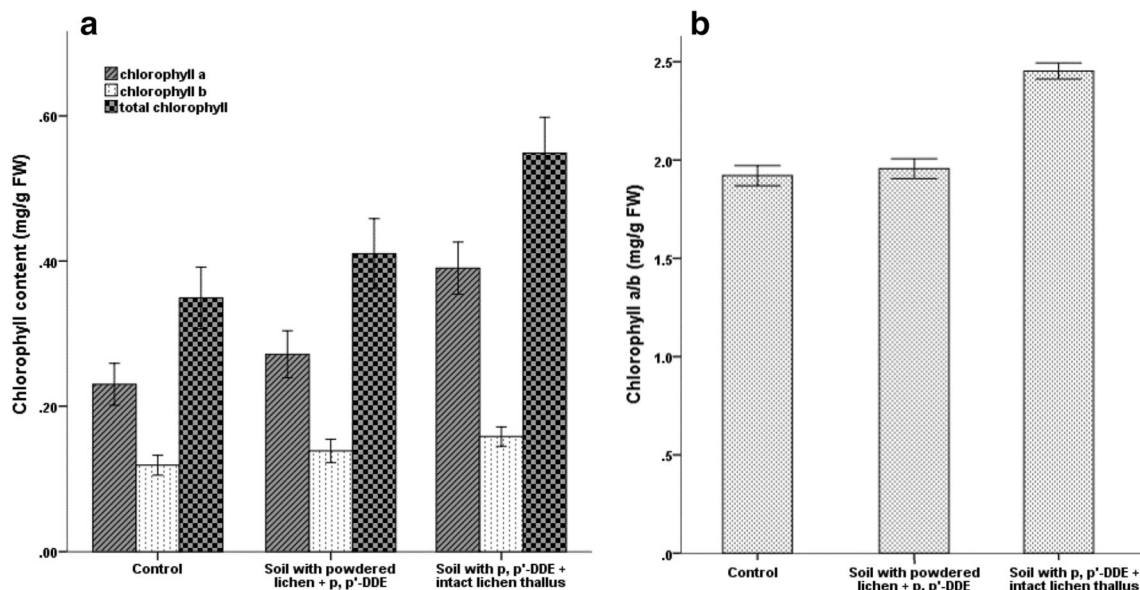 a
chlorophyll a
chlorophyll b
total chlorophyll
Chlorophyll content (mg/g FW)
.60
.40
.20
.00
Control
Soil with powdered
lichen + p, p'-DDE
Soil with p, p'-DDE +
intact lichen thallus
b
Chlorophyll a/b (mg/g FW)
2.5
2.0
1.5
1.0
.5
.0
Control
Soil with powdered
lichen + p, p'-DDE
Soil with p, p'-DDE +
intact lichen thallus